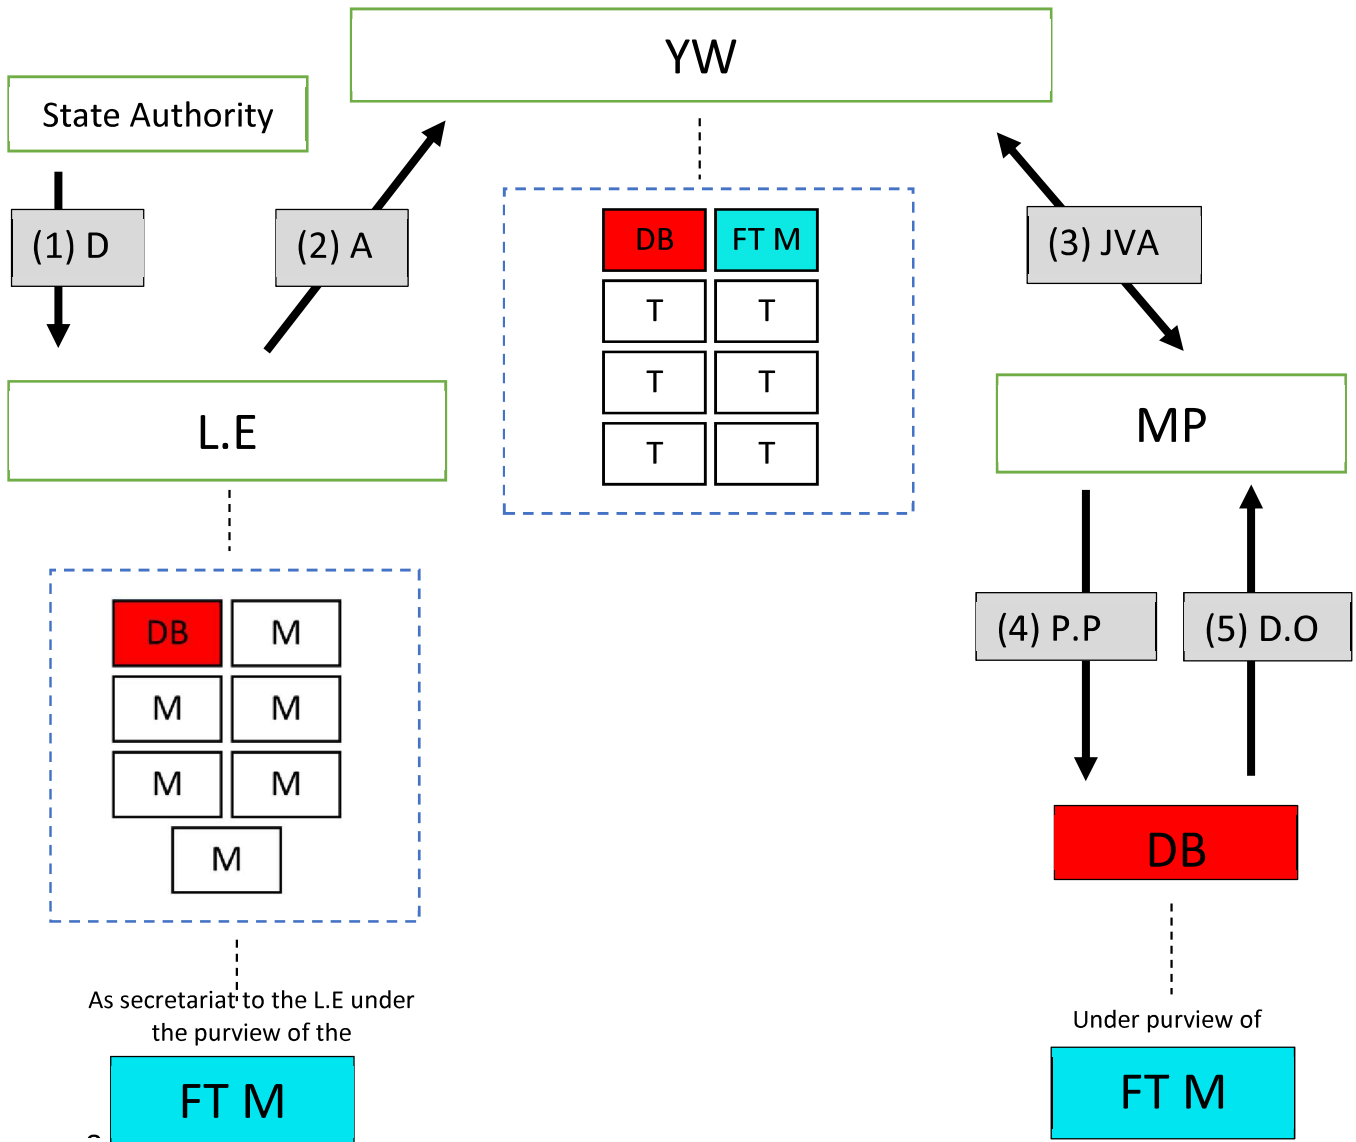 YW
State Authority
(1) D
(2) A
DB
FT M
T
T
T
T
T
T
(3) JVA
L.E
MP
DB
M
M
M
M
M
M
(4) P.P
(5) D.O
DB
As secretariat to the L.E under
the purview of the
FT M
Under purview of
FT M